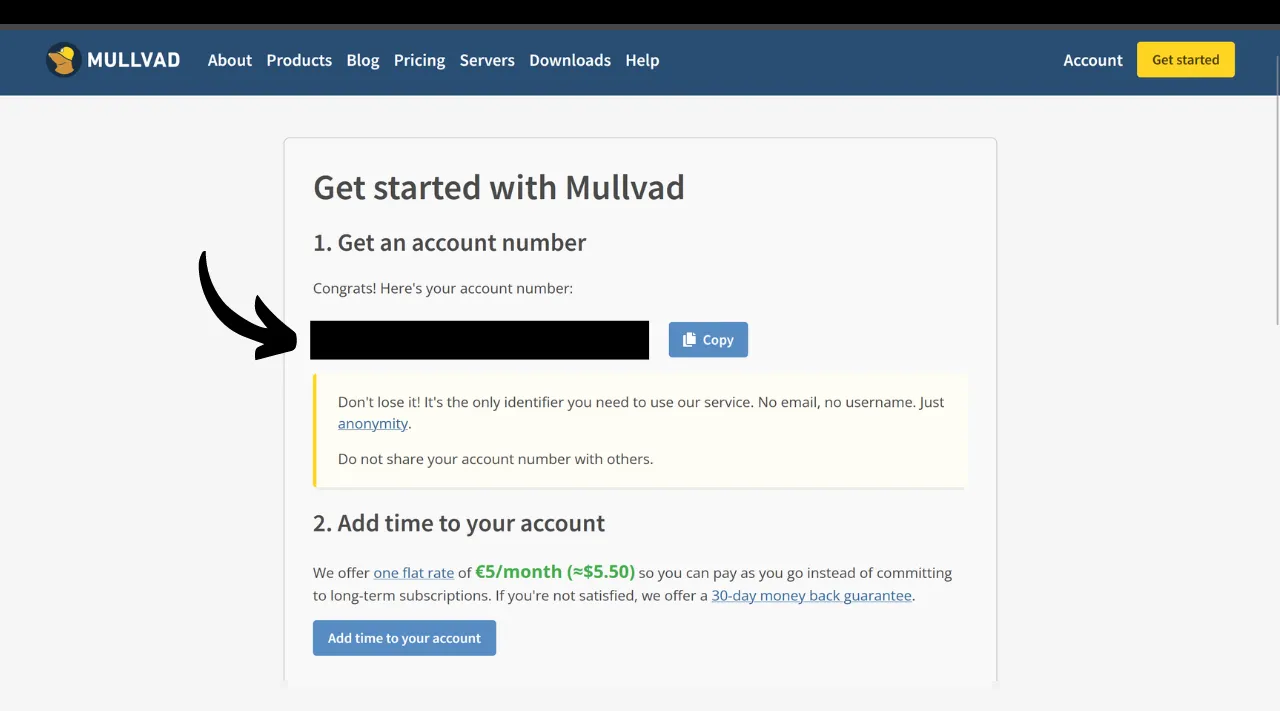 MULLVAD About Products Blog Pricing Servers Downloads Help Account Get started
Get started with Mullvad
1. Get an account number
Congrats! Here's your account number:
Copy
Don't lose it! It's the only identifier you need to use our service. No email, no username. Just
anonymity.
Do not share your account number with others.
2. Add time to your account
We offer one flat rate of €5/month (≈$5.50) so you can pay as you go instead of committing
to long-term subscriptions. If you're not satisfied, we offer a 30-day money back guarantee.
Add time to your account